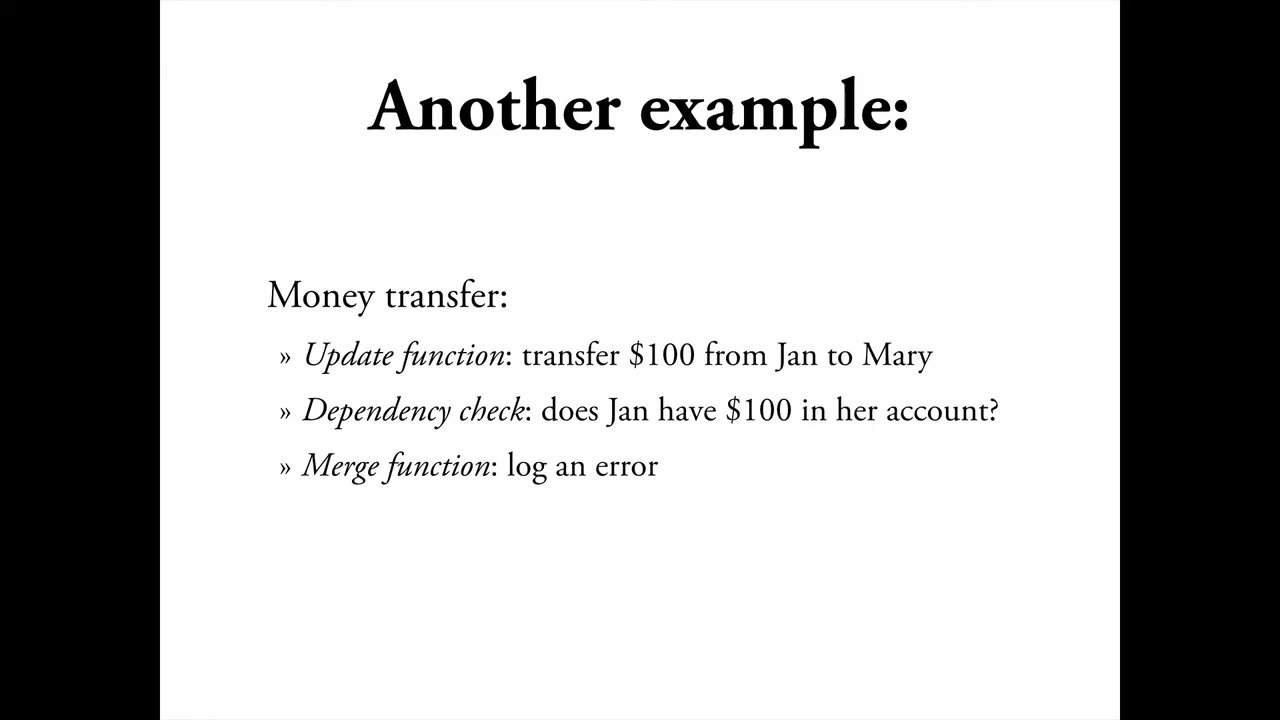 Another example:
Money transfer:
» Update function: transfer $100 from Jan to Mary
» Dependency check: does Jan have $100 in her account?
» Merge function: log an error